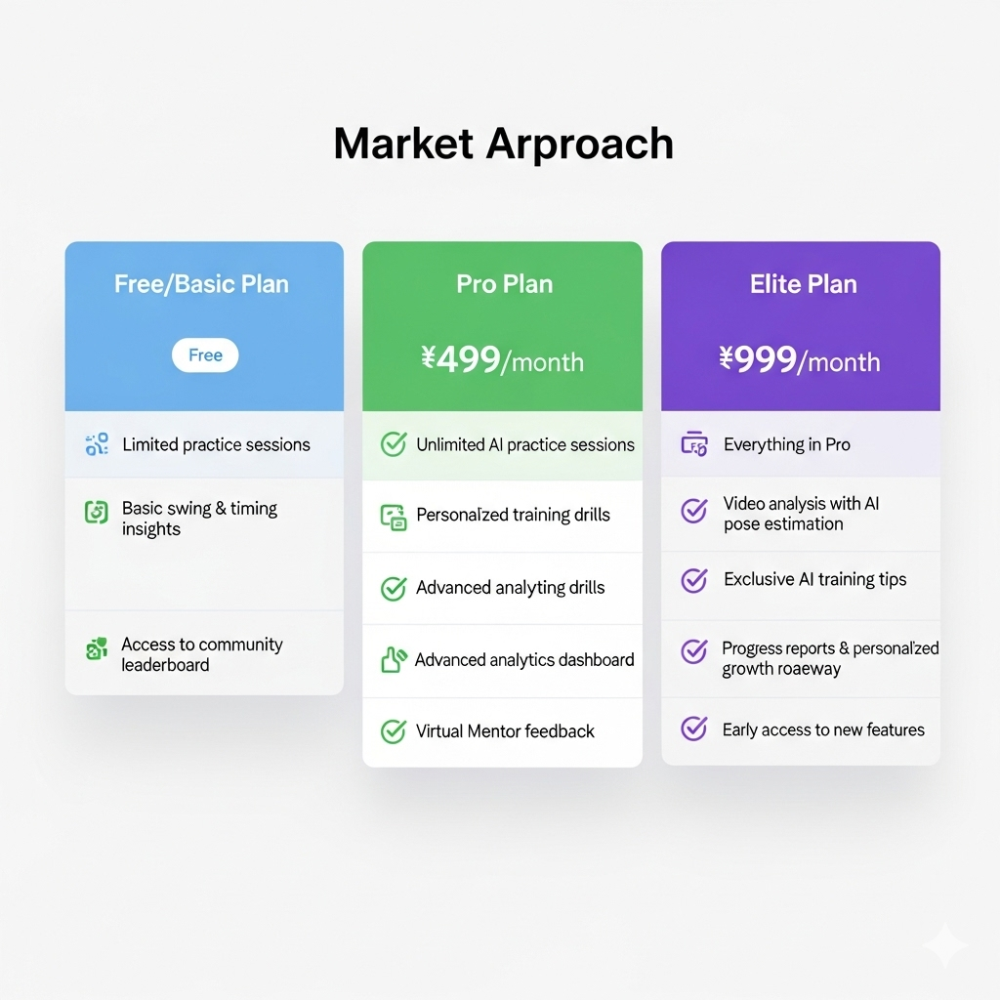 Market Arproach
Free/Basic Plan
Free
Limited practice sessions
Basic swing & timing
insights
Access to community
leaderboard
Pro Plan
¥499/month
Unlimited AI practice sessions
Personalized training drills
Advanced analyting drills
Advanced analytics dashboard
Virtual Mentor feedback
Elite Plan
¥999/month
Everything in Pro
Video analysis with AI
pose estimation
Exclusive AI training tips
Progress reports & personalized
growth roaeway
Early access to new features